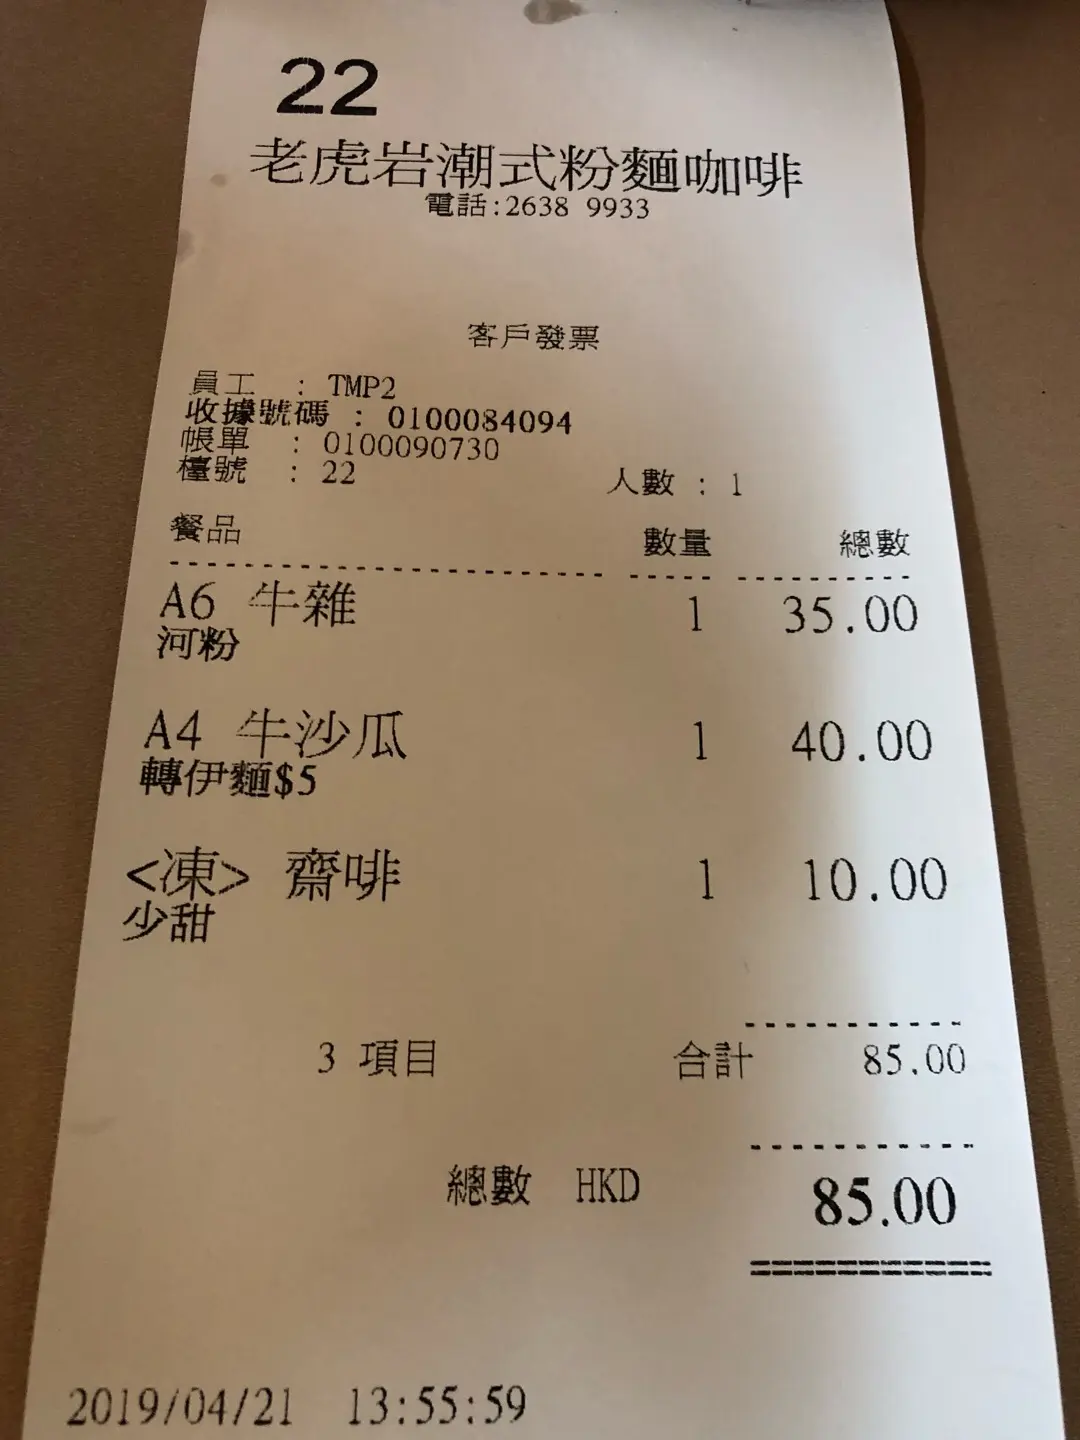 22
老虎岩潮式粉麵咖啡
電話:2638 9933
客戶發票
員工 : TMP2
收據號碼 : 0100084094
帳單 : 0100090730
檯號 : 22 人數 : 1
餐品 數量 總數
A6 牛雜 1 35.00
河粉
A4 牛沙瓜 1 40.00
轉伊麵$5
<凍> 齋啡 1 10.00
少甜
3 項目 合計 85.00
總數 HKD 85.00
2019/04/21 13:55:59